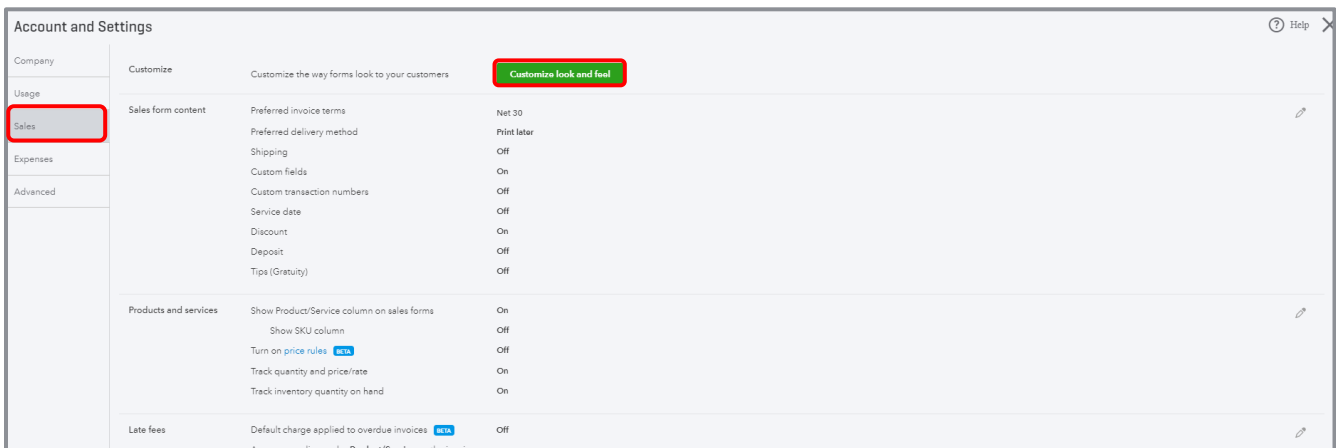 Account and Settings
? Help
Company
Usage
Sales
Expenses
Advanced
Customize
Customize the way forms look to your customers
Customize look and feel
Sales form content
Preferred invoice terms Net 30
Preferred delivery method Print later
Shipping Off
Custom fields On
Custom transaction numbers Off
Service date Off
Discount On
Deposit Off
Tips (Gratuity) Off
Products and services
Show Product/Service column on sales forms On
Show SKU column Off
Turn on price rules BETA Off
Track quantity and price/rate On
Track inventory quantity on hand On
Late fees
Default charge applied to overdue invoices BETA Off